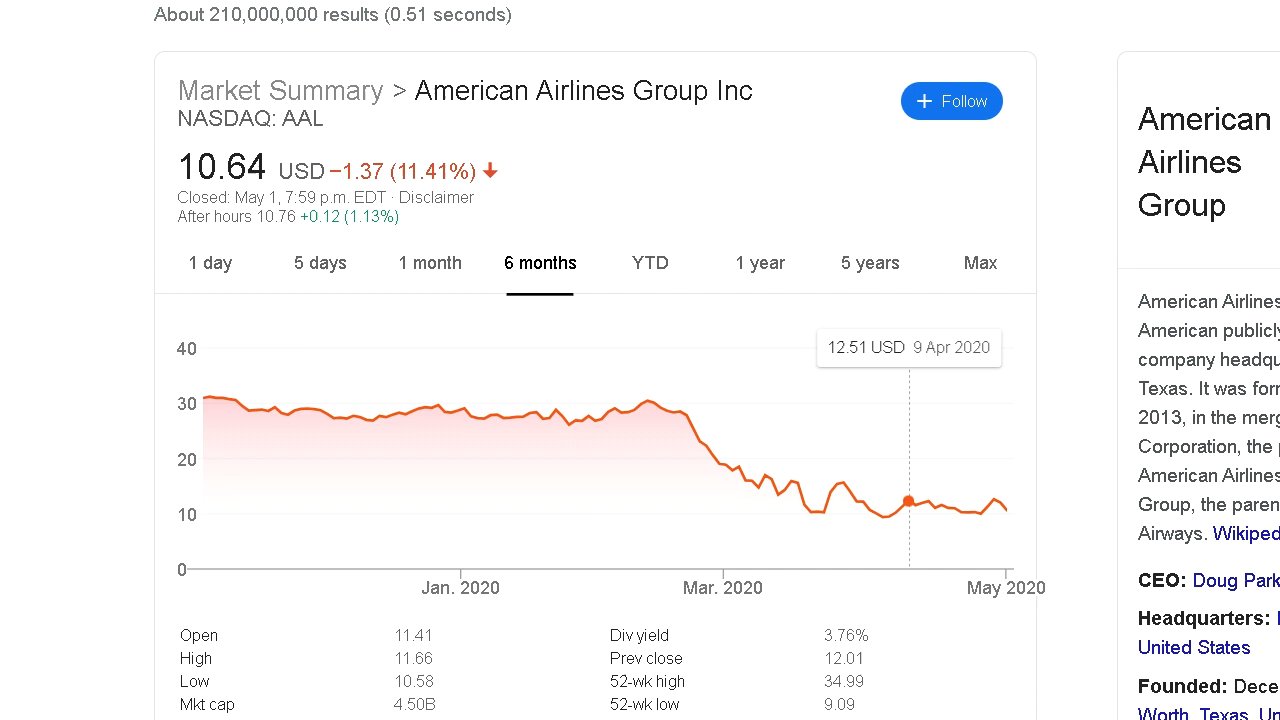 About 210,000,000 results (0.51 seconds)
Market Summary > American Airlines Group Inc
NASDAQ: AAL
+ Follow
10.64 USD −1.37 (11.41%)
Closed: May 1, 7:59 p.m. EDT · Disclaimer
After hours 10.76 +0.12 (1.13%)
1 day 5 days 1 month 6 months YTD 1 year 5 years Max
12.51 USD 9 Apr 2020
40
30
20
10
0
Jan. 2020 Mar. 2020 May 2020
Open 11.41 Div yield 3.76%
High 11.66 Prev close 12.01
Low 10.58 52-wk high 34.99
Mkt cap 4.50B 52-wk low 9.09
American
Airlines
Group
American Airlines
American publicly
company headqu
Texas. It was for
2013, in the merg
Corporation, the
American Airlines
Group, the paren
Airways. Wikiped
CEO: Doug Park
Headquarters:
United States
Founded: Dece
Worth, Texas, Un